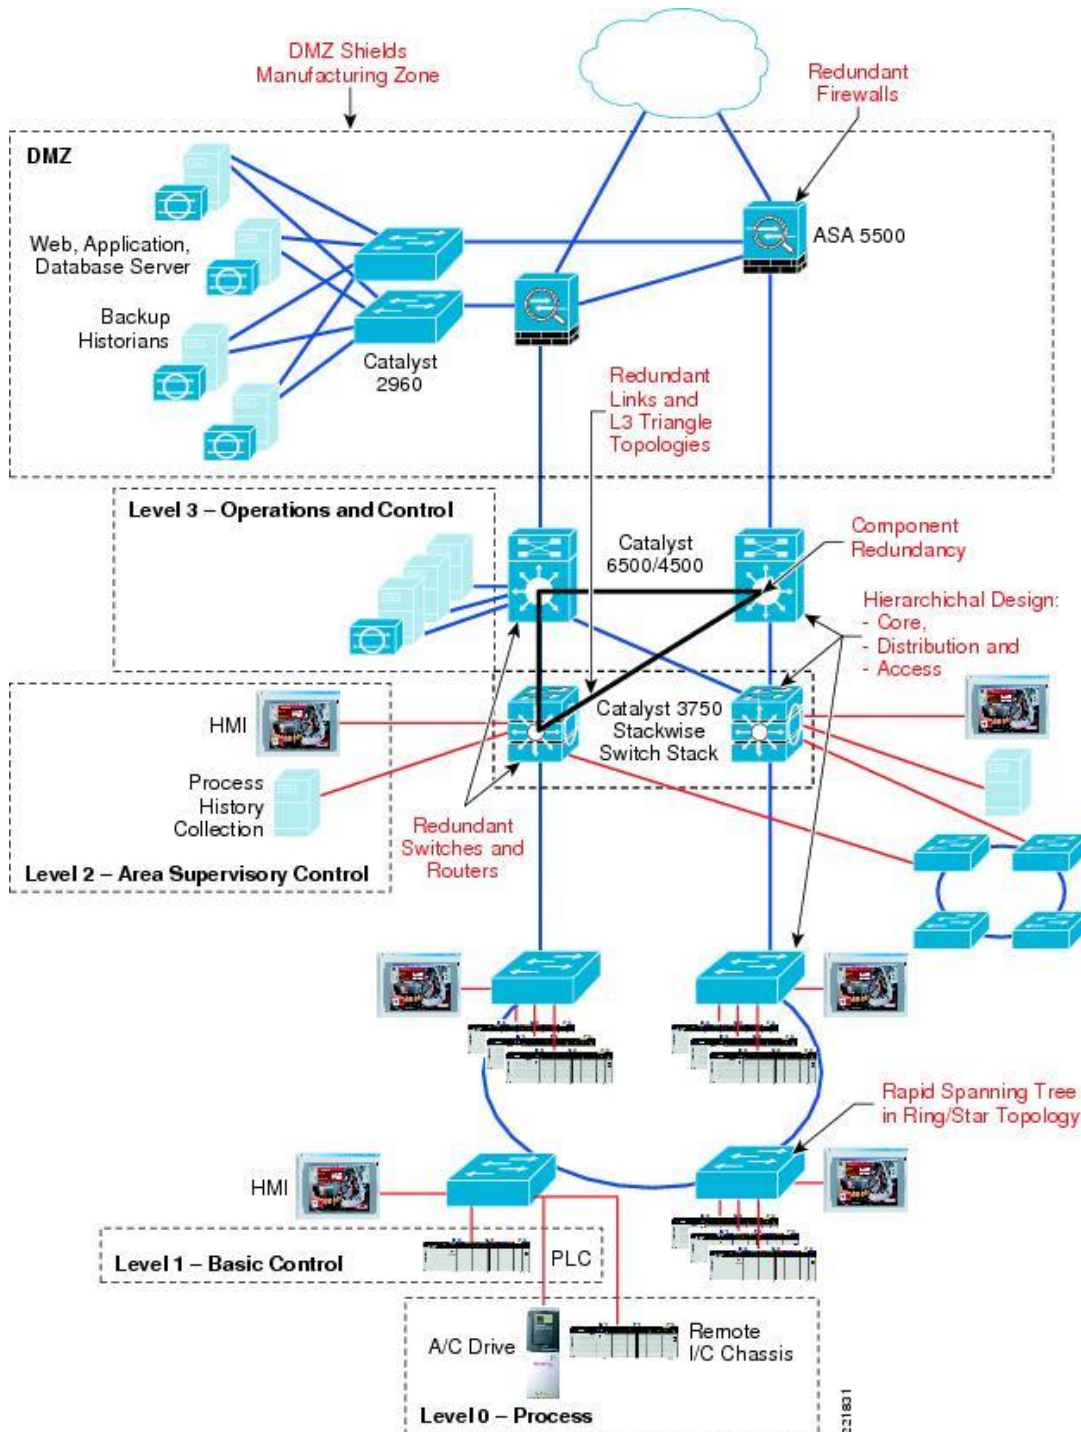 DMZ Shields
Manufacturing Zone
Redundant
Firewalls
DMZ
Web, Application,
Database Server
ASA 5500
Backup
Historians
Catalyst
2960
Redundant
Links and
L3 Triangle
Topologies
Level 3 – Operations and Control
Catalyst
6500/4500
Component
Redundancy
Hierarchichal Design:
- Core,
- Distribution and
- Access
HMI
Catalyst 3750
Stackwise
Switch Stack
Process
History
Collection
Redundant
Switches and
Routers
Level 2 – Area Supervisory Control
Rapid Spanning Tree
in Ring/Star Topology
HMI
Level 1 – Basic Control
PLC
A/C Drive
Remote
I/C Chassis
Level 0 – Process
221831